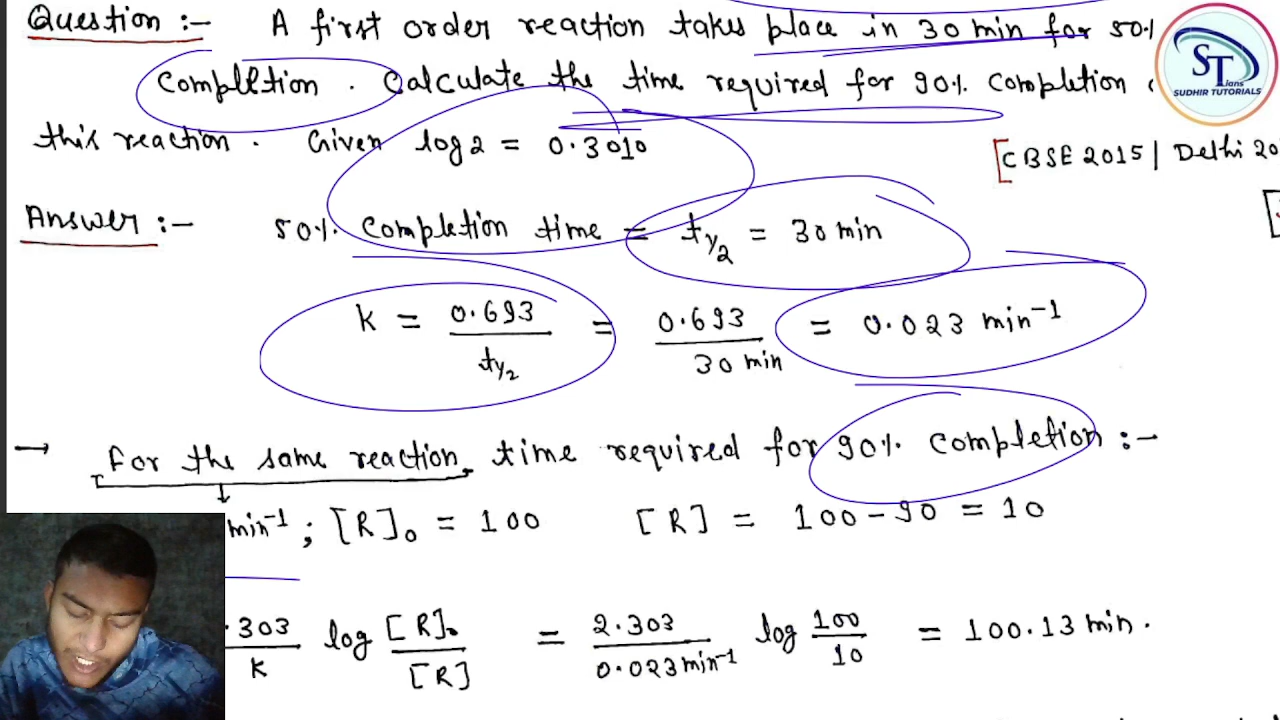 Question :- A first order reaction takes place in 30 min for 50%
Completion . Calculate the time required for 90% Completion
this reaction . Given log 2 = 0.3010
ST
ians
SUDHIR TUTORIALS
[CBSE 2015 | Delhi 20
Answer :- 50% Completion time = t1/2 = 30 min
K = 0.693 / t1/2 = 0.693 / 30 min = 0.023 min⁻¹
→ For the same reaction, time required for 90% Completion :-
min⁻¹ ; [R]₀ = 100 [R] = 100 - 90 = 10
.303 / K log [R]₀ / [R] = 2.303 / 0.023 min⁻¹ log 100 / 10 = 100.13 min .